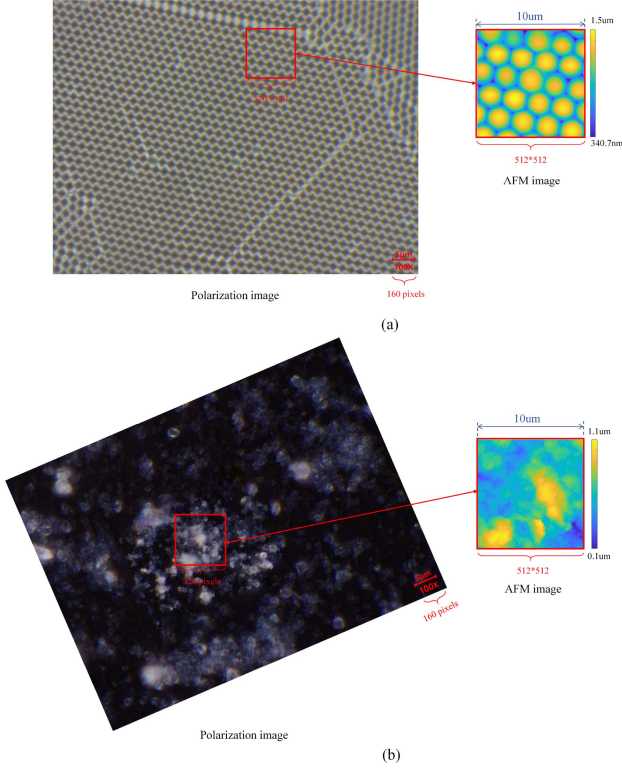 10um
1.5um
5um
100X
512*512
340.7nm
AFM image
160 pixels
Polarization image
(a)
10um
1.1um
pixels
5um
100X
160 pixels
512*512
0.1um
AFM image
Polarization image
(b)